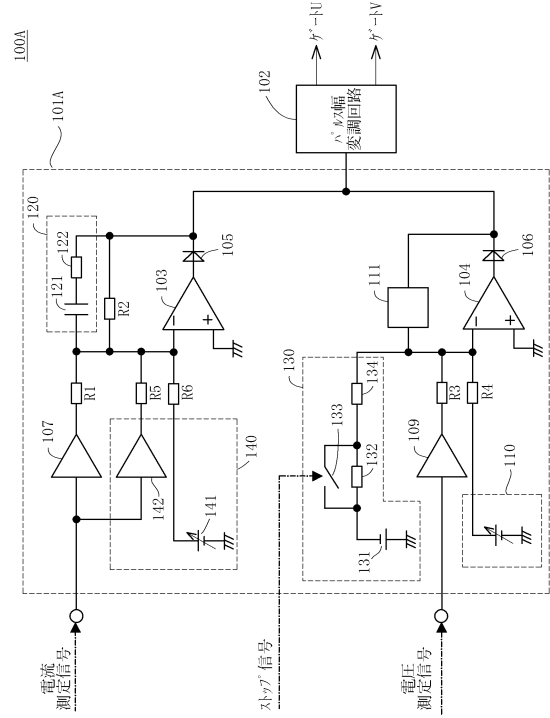 100A
101A
102
パルス幅
変調回路
ゲートU
ゲートV
120
122
121
R2
105
103
R1
R5
R6
107
142
141
140
106
104
111
130
134
133
132
131
109
R3
R4
110
電流
測定信号
ストップ信号
電圧
測定信号